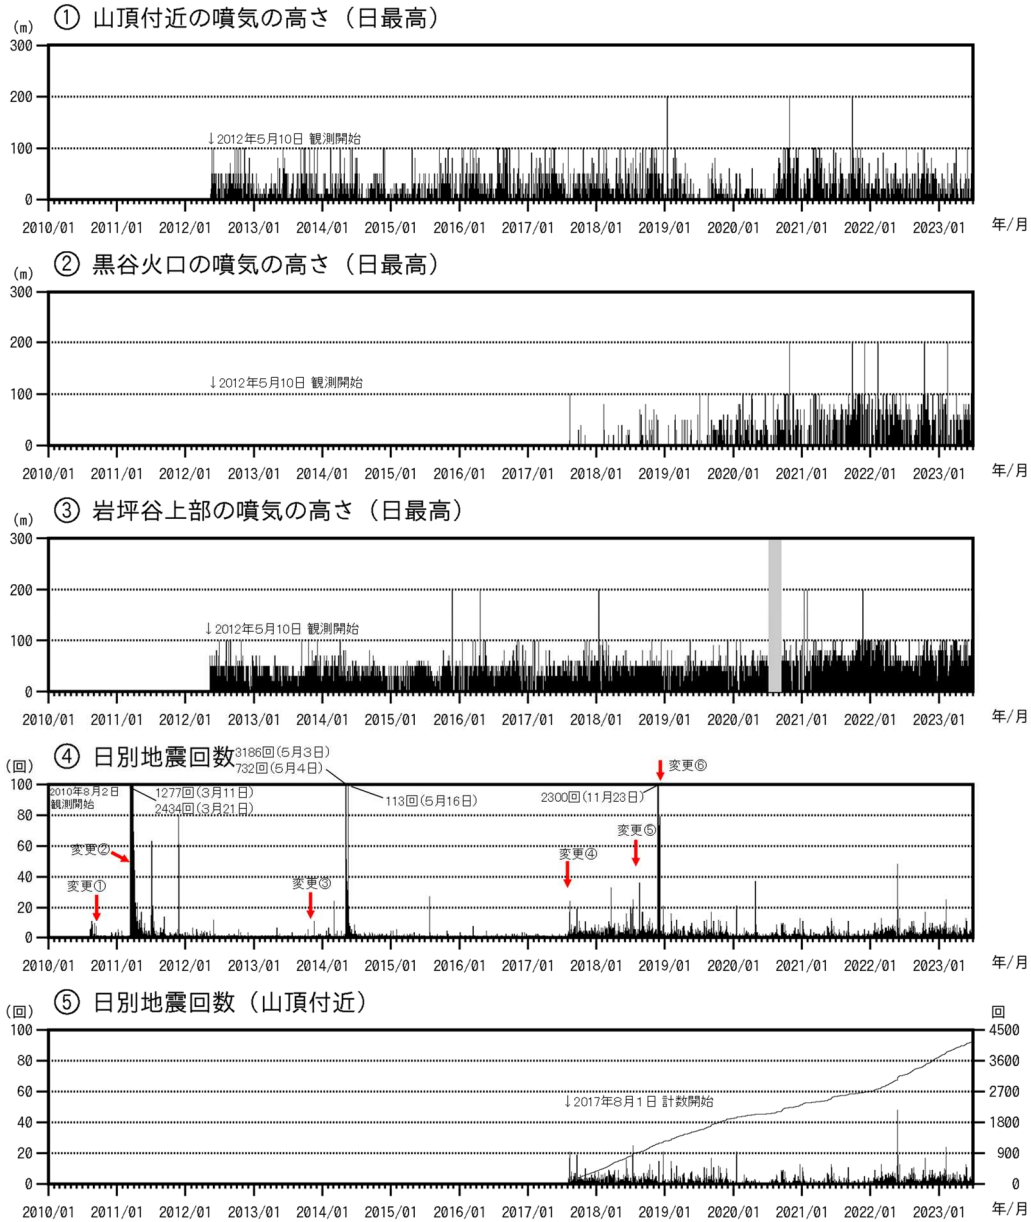 ① 山頂付近の噴気の高さ（日最高）
(m)
300
200
↓2012年5月10日 観測開始
100
0
2010/01 2011/01 2012/01 2013/01 2014/01 2015/01 2016/01 2017/01 2018/01 2019/01 2020/01 2021/01 2022/01 2023/01 年/月
② 黒谷火口の噴気の高さ（日最高）
(m)
300
200
↓2012年5月10日 観測開始
100
0
2010/01 2011/01 2012/01 2013/01 2014/01 2015/01 2016/01 2017/01 2018/01 2019/01 2020/01 2021/01 2022/01 2023/01 年/月
③ 岩坪谷上部の噴気の高さ（日最高）
(m)
300
200
↓2012年5月10日 観測開始
100
0
2010/01 2011/01 2012/01 2013/01 2014/01 2015/01 2016/01 2017/01 2018/01 2019/01 2020/01 2021/01 2022/01 2023/01 年/月
④ 日別地震回数
3186回(5月3日)
732回(5月4日)
変更⑥
(回)
100
2010年8月2日
観測開始
1277回(3月11日)
2434回(3月21日)
113回(5月16日)
2300回(11月23日)
80
変更⑤
60
変更②
変更④
40
変更①
変更③
20
0
2010/01 2011/01 2012/01 2013/01 2014/01 2015/01 2016/01 2017/01 2018/01 2019/01 2020/01 2021/01 2022/01 2023/01 年/月
⑤ 日別地震回数（山頂付近）
(回) 回
100 4500
80 3600
60 2700
↓2017年8月1日 計数開始
40 1800
20 900
0 0
2010/01 2011/01 2012/01 2013/01 2014/01 2015/01 2016/01 2017/01 2018/01 2019/01 2020/01 2021/01 2022/01 2023/01 年/月